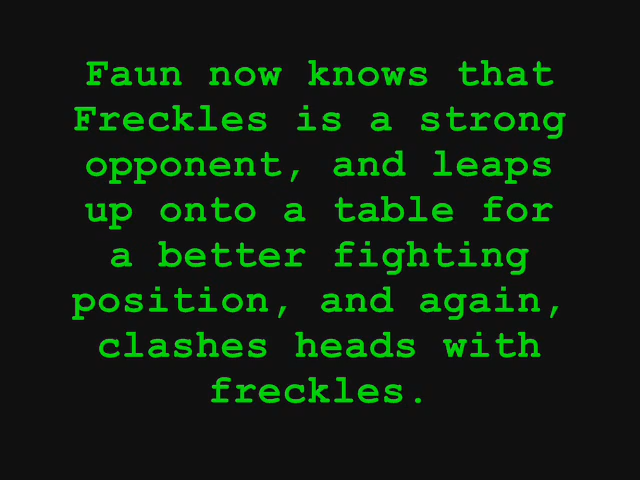 Faun now knows that
Freckles is a strong
opponent, and leaps
up onto a table for
a better fighting
position, and again,
clashes heads with
freckles.